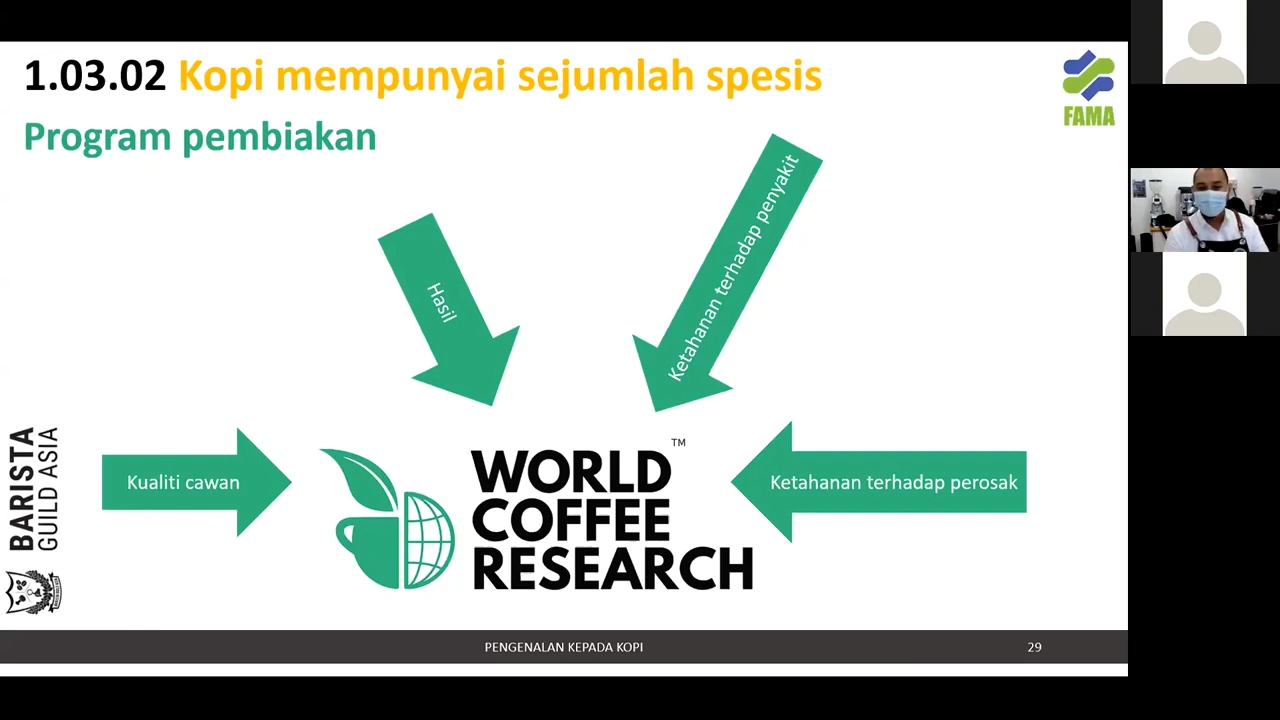 1.03.02 Kopi mempunyai sejumlah spesis
Program pembiakan
FAMA
Ketahanan terhadap penyakit
Hasil
Kualiti cawan
WORLD
COFFEE
RESEARCH
TM
Ketahanan terhadap perosak
BARISTA
GUILD ASIA
PENGENALAN KEPADA KOPI
29